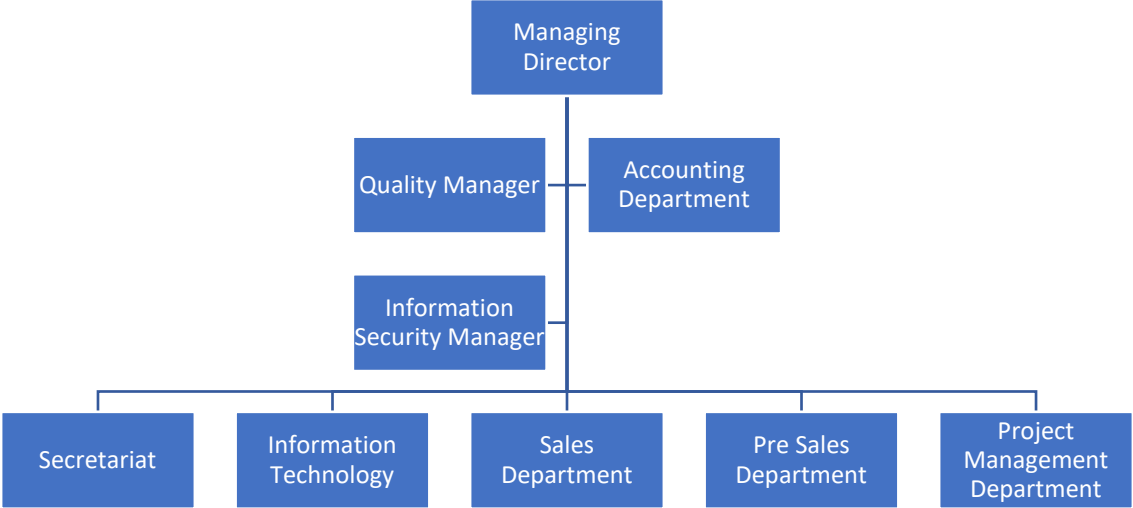 Managing
Director
Quality Manager
Accounting
Department
Information
Security Manager
Secretariat
Information
Technology
Sales
Department
Pre Sales
Department
Project
Management
Department